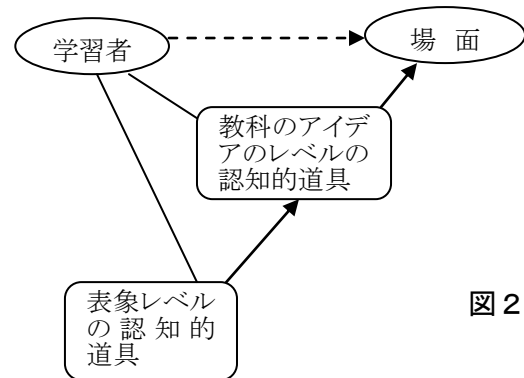 学習者
場 面
教科のアイデ
アのレベルの
認知的道具
表象レベル
の認知的
道具
図2